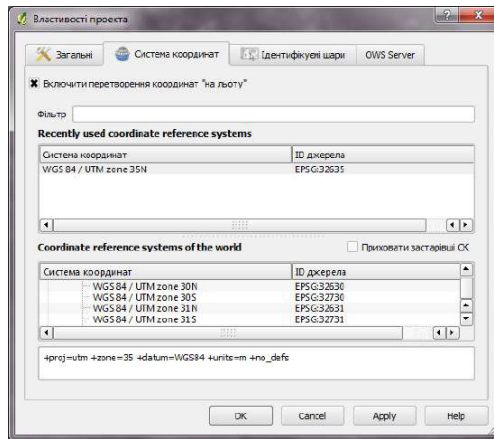 Властивості проекта
Загальні
Система координат
Ідентифікуємі шари
OWS Server
Включити перетворення координат "на льоту"
Фільтр
Recently used coordinate reference systems
Система координат ID джерела
WGS 84 / UTM zone 35N EPSG:32635
Coordinate reference systems of the world Приховати застарівші СК
Система координат ID джерела
WGS 84 / UTM zone 30N EPSG:32630
WGS 84 / UTM zone 30S EPSG:32730
WGS 84 / UTM zone 31N EPSG:32631
WGS 84 / UTM zone 31S EPSG:32731
+proj=utm +zone=35 +datum=WGS84 +units=m +no_defs
OK Cancel Apply Help